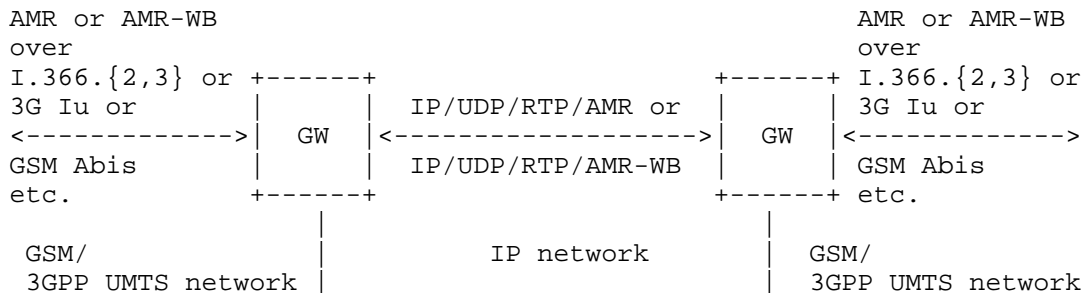 AMR or AMR-WB AMR or AMR-WB
over over
I.366.{2,3} or +------+ +------+ I.366.{2,3} or
3G Iu or | | IP/UDP/RTP/AMR or | | 3G Iu or
<------------->| GW |<------------------->| GW |<------------->
GSM Abis | | IP/UDP/RTP/AMR-WB | | GSM Abis
etc. +------+ +------+ etc.
| |
GSM/ | IP network | GSM/
3GPP UMTS network | | 3GPP UMTS network